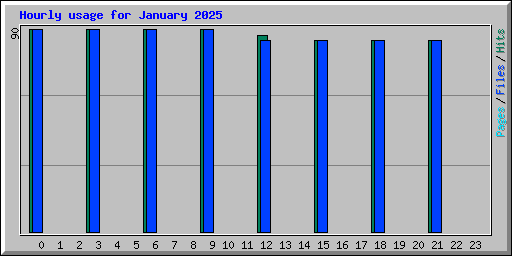 Hourly usage for January 2025
90
Pages/Files/Hits
0 1 2 3 4 5 6 7 8 9 10 11 12 13 14 15 16 17 18 19 20 21 22 23